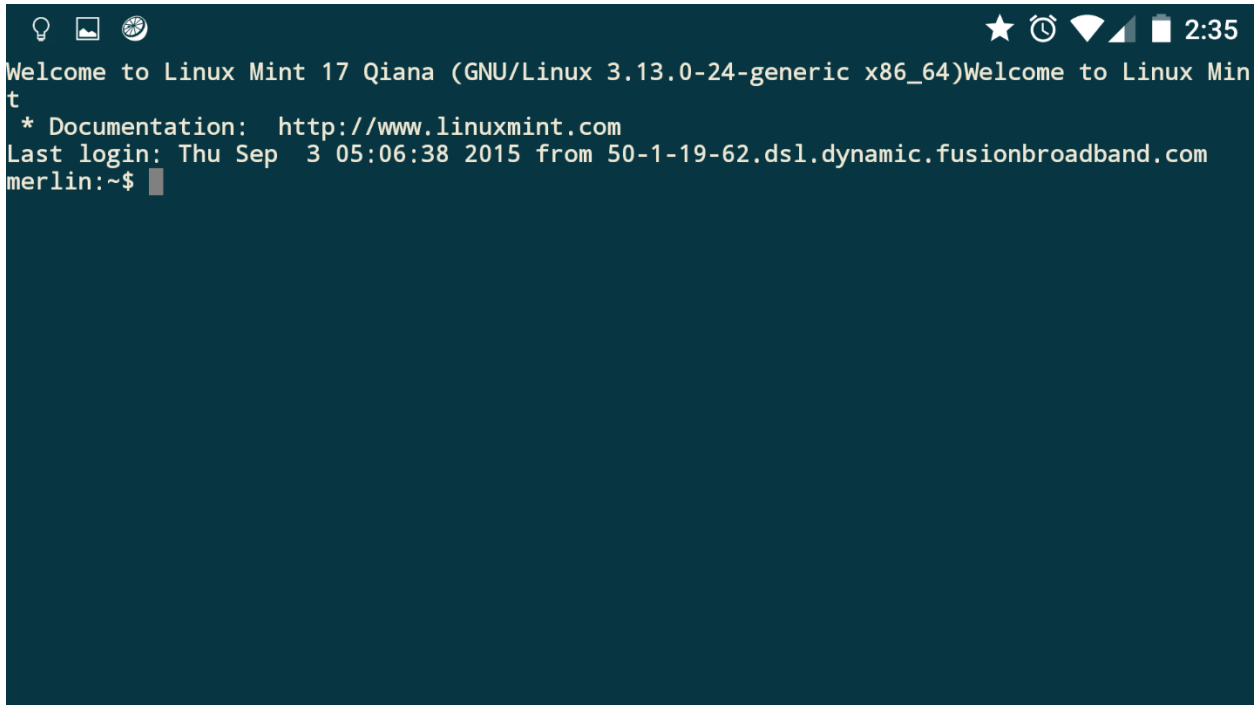 2:35
Welcome to Linux Mint 17 Qiana (GNU/Linux 3.13.0-24-generic x86_64)Welcome to Linux Min
t
 * Documentation:  http://www.linuxmint.com
Last login: Thu Sep  3 05:06:38 2015 from 50-1-19-62.dsl.dynamic.fusionbroadband.com
merlin:~$